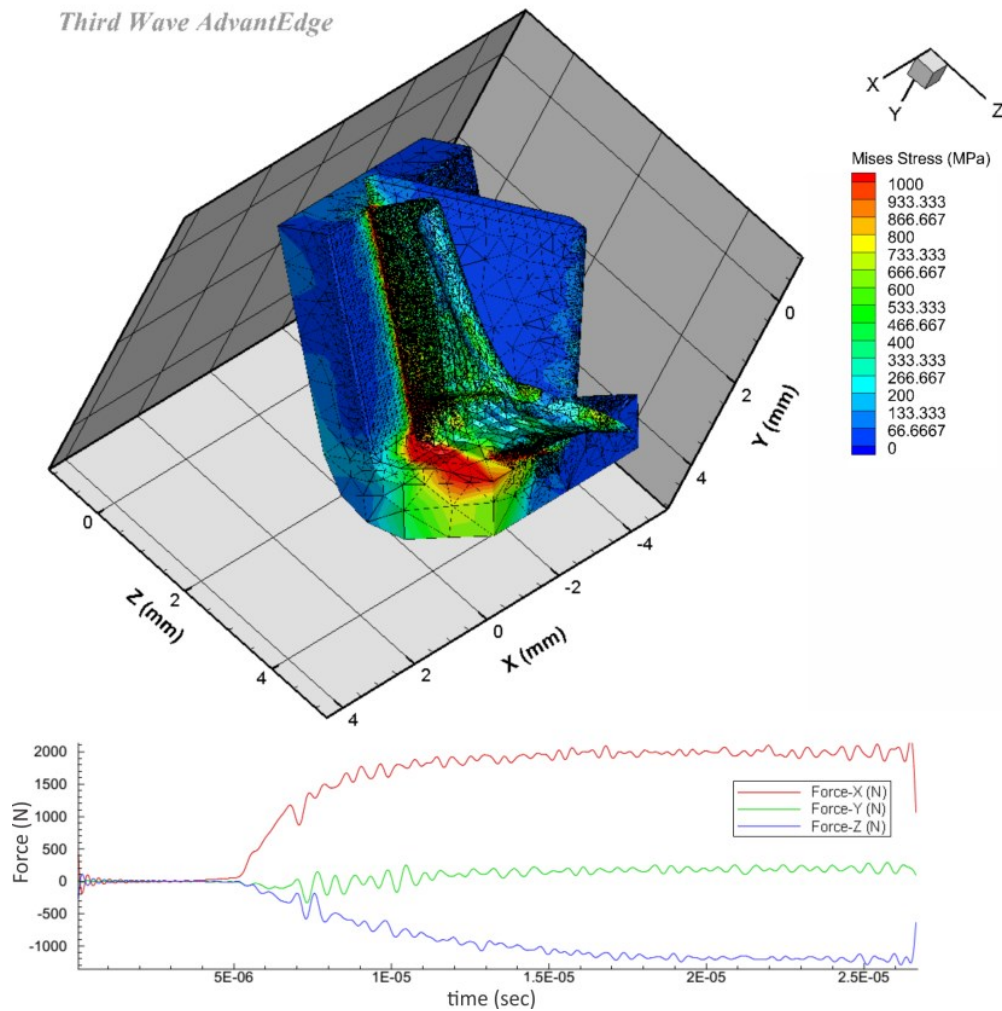 Third Wave AdvantEdge
X
Y
Z
Mises Stress (MPa)
1000
933.333
866.667
800
733.333
666.667
600
533.333
466.667
400
333.333
266.667
200
133.333
66.6667
0
0
2
4
Y (mm)
-4
-2
0
2
4
X (mm)
0
2
4
Z (mm)
2000
1500
1000
500
0
-500
-1000
Force (N)
Force-X (N)
Force-Y (N)
Force-Z (N)
5E-06
1E-05
1.5E-05
2E-05
2.5E-05
time (sec)